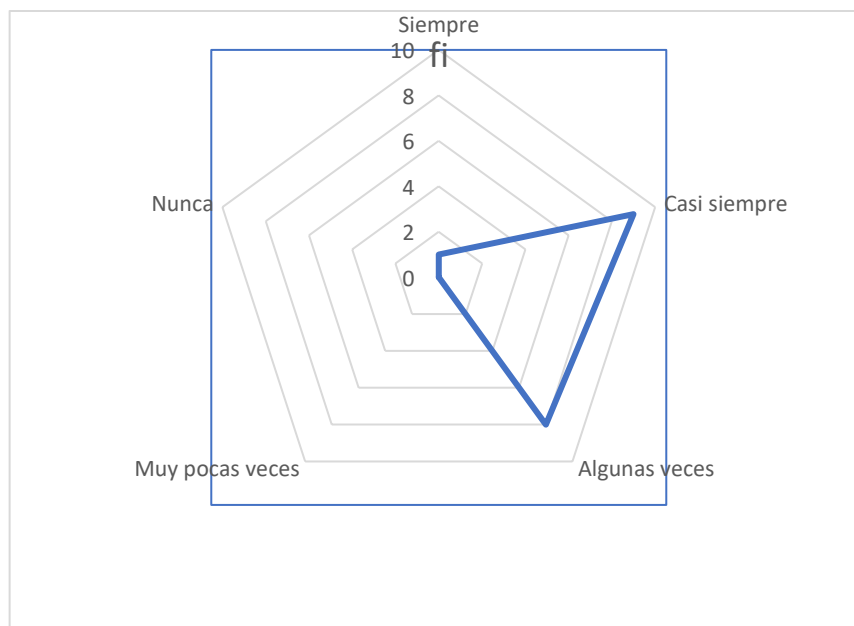 Siempre
fi
10
8
6
4
2
0
Nunca
Casi siempre
Muy pocas veces
Algunas veces